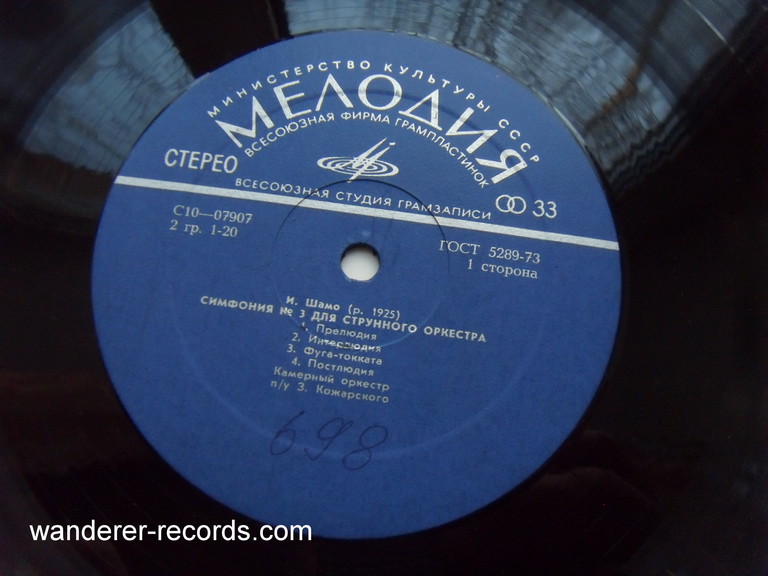 МИНИСТЕРСТВО КУЛЬТУРЫ СССР
МЕЛОДИЯ
ВСЕСОЮЗНАЯ ФИРМА ГРАМПЛАСТИНОК
СТЕРЕО
ВСЕСОЮЗНАЯ СТУДИЯ ГРАМЗАПИСИ
33
С10—07907
2 гр. 1-20
ГОСТ 5289-73
1 сторона
И. Шамо (р. 1925)
СИМФОНИЯ № 3 ДЛЯ СТРУННОГО ОРКЕСТРА
1. Прелюдия
2. Интерлюдия
3. Фуга-токката
4. Постлюдия
Камерный оркестр
п/у З. Кожарского
698
wanderer-records.com